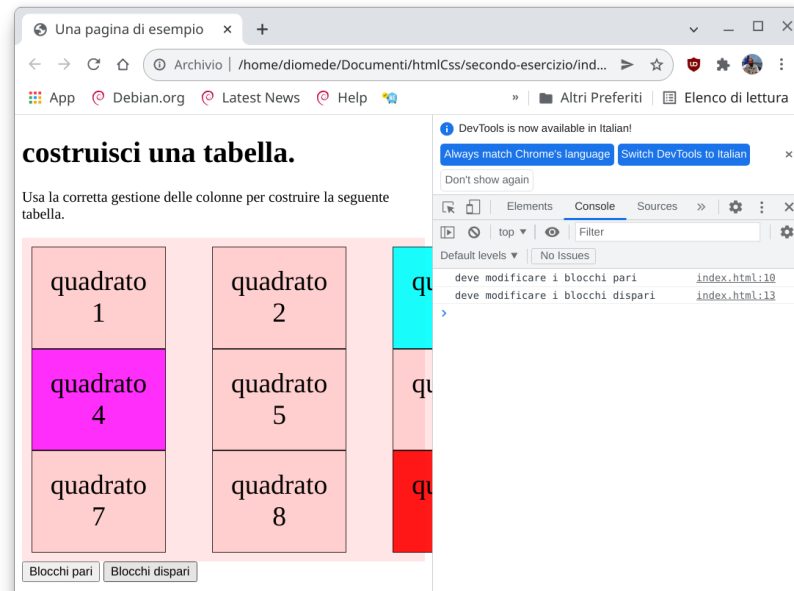 Una pagina di esempio
Archivio | /home/diomede/Documenti/htmlCss/secondo-esercizio/ind...
App Debian.org Latest News Help » Altri Preferiti Elenco di lettura
costruisci una tabella.
Usa la corretta gestione delle colonne per costruire la seguente
tabella.
quadrato
1
quadrato
2
qu
quadrato
4
quadrato
5
qu
quadrato
7
quadrato
8
qu
Blocchi pari Blocchi dispari
DevTools is now available in Italian!
Always match Chrome's language Switch DevTools to Italian
Don't show again
Elements Console Sources »
top Filter
Default levels No Issues
deve modificare i blocchi pari index.html:10
deve modificare i blocchi dispari index.html:13